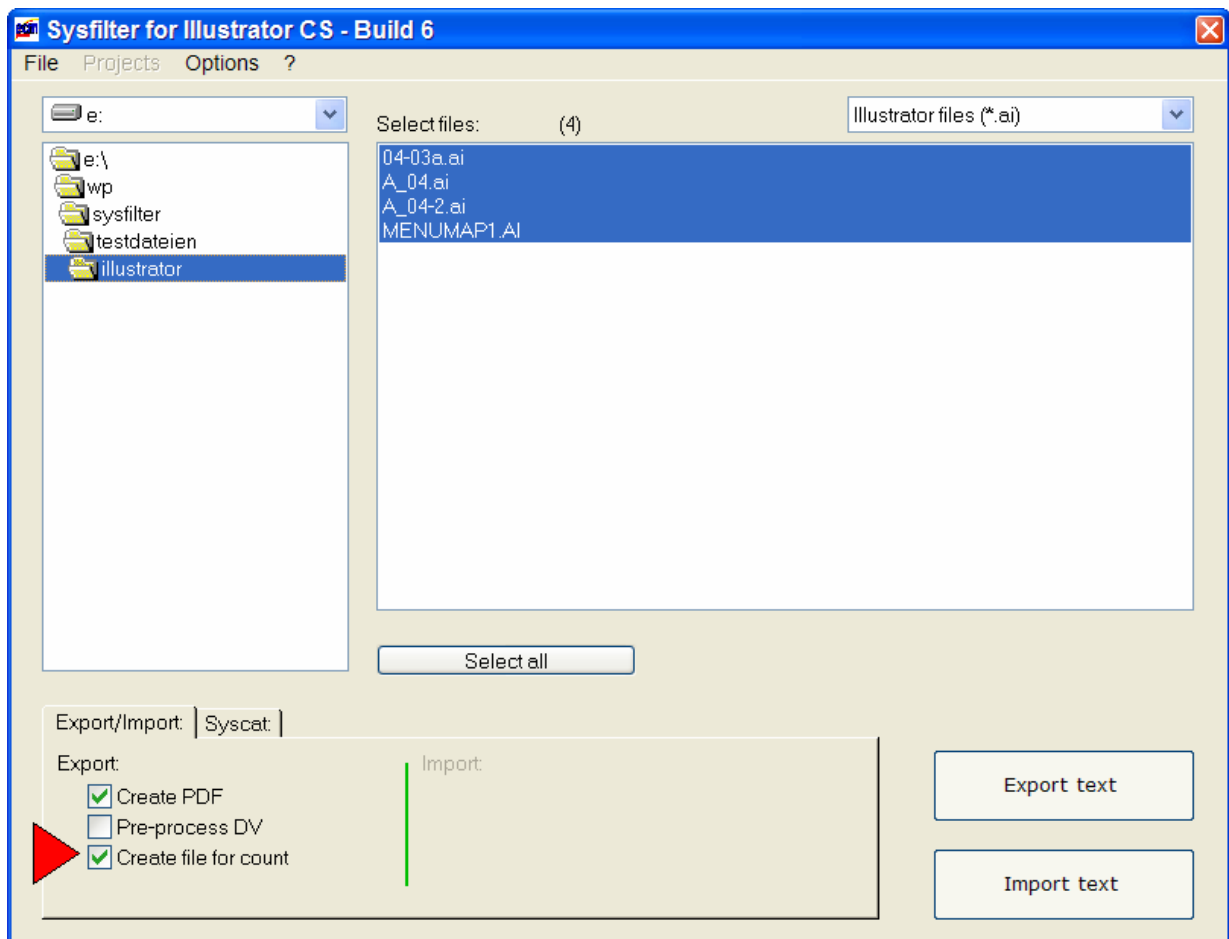 Sysfilter for Illustrator CS - Build 6
File Projects Options ?
e:
Select files: (4)
Illustrator files (*.ai)
e:\
wp
sysfilter
testdateien
illustrator
04-03a.ai
A_04.ai
A_04-2.ai
MENUMAP1.AI
Select all
Export/Import: Syscat:
Export:
Create PDF
Pre-process DV
Create file for count
Import:
Export text
Import text